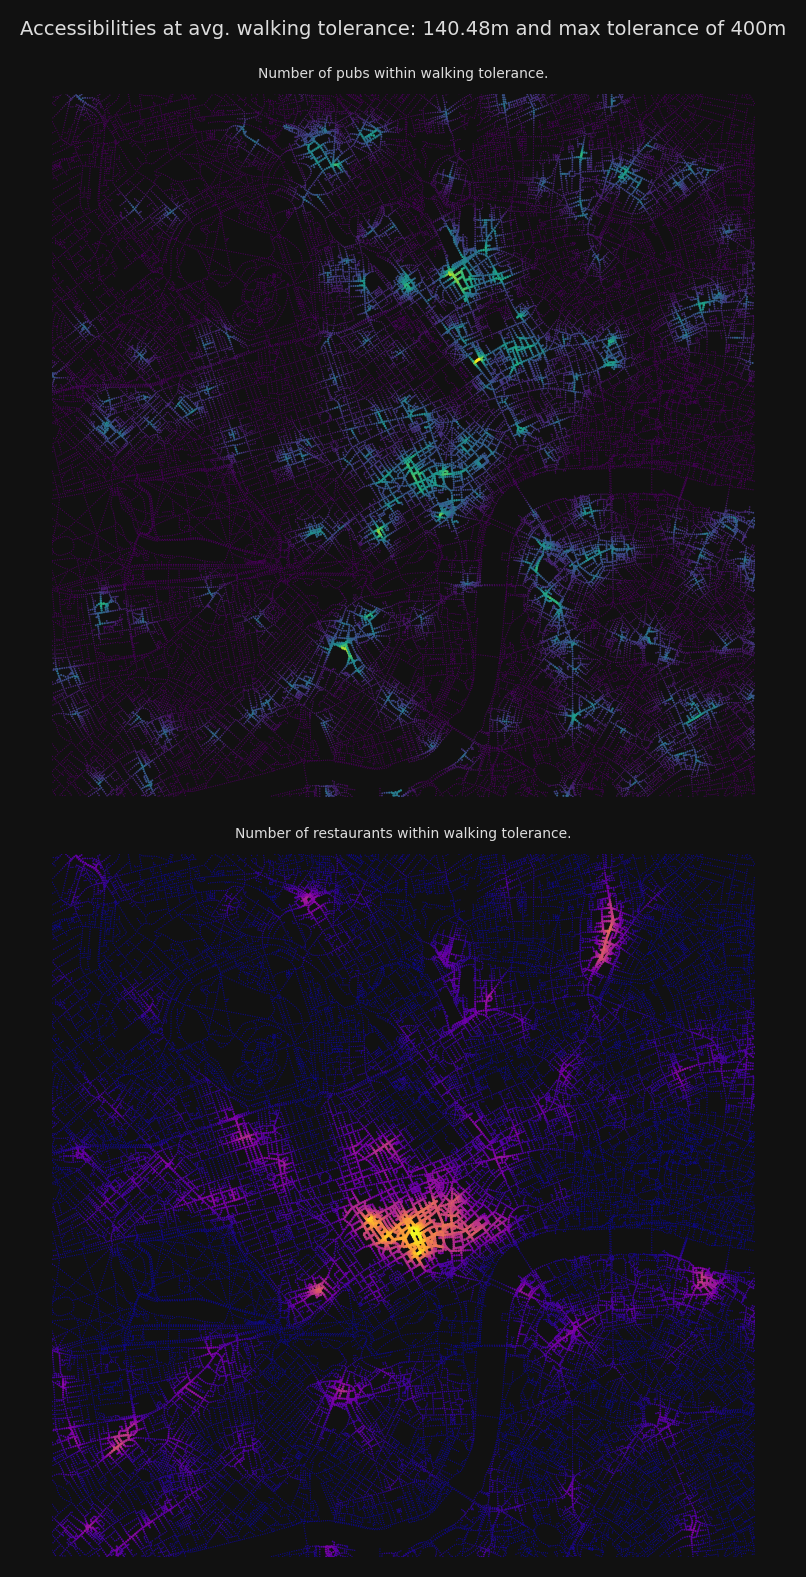 Accessibilities at avg. walking tolerance: 140.48m and max tolerance of 400m
Number of pubs within walking tolerance.
Number of restaurants within walking tolerance.